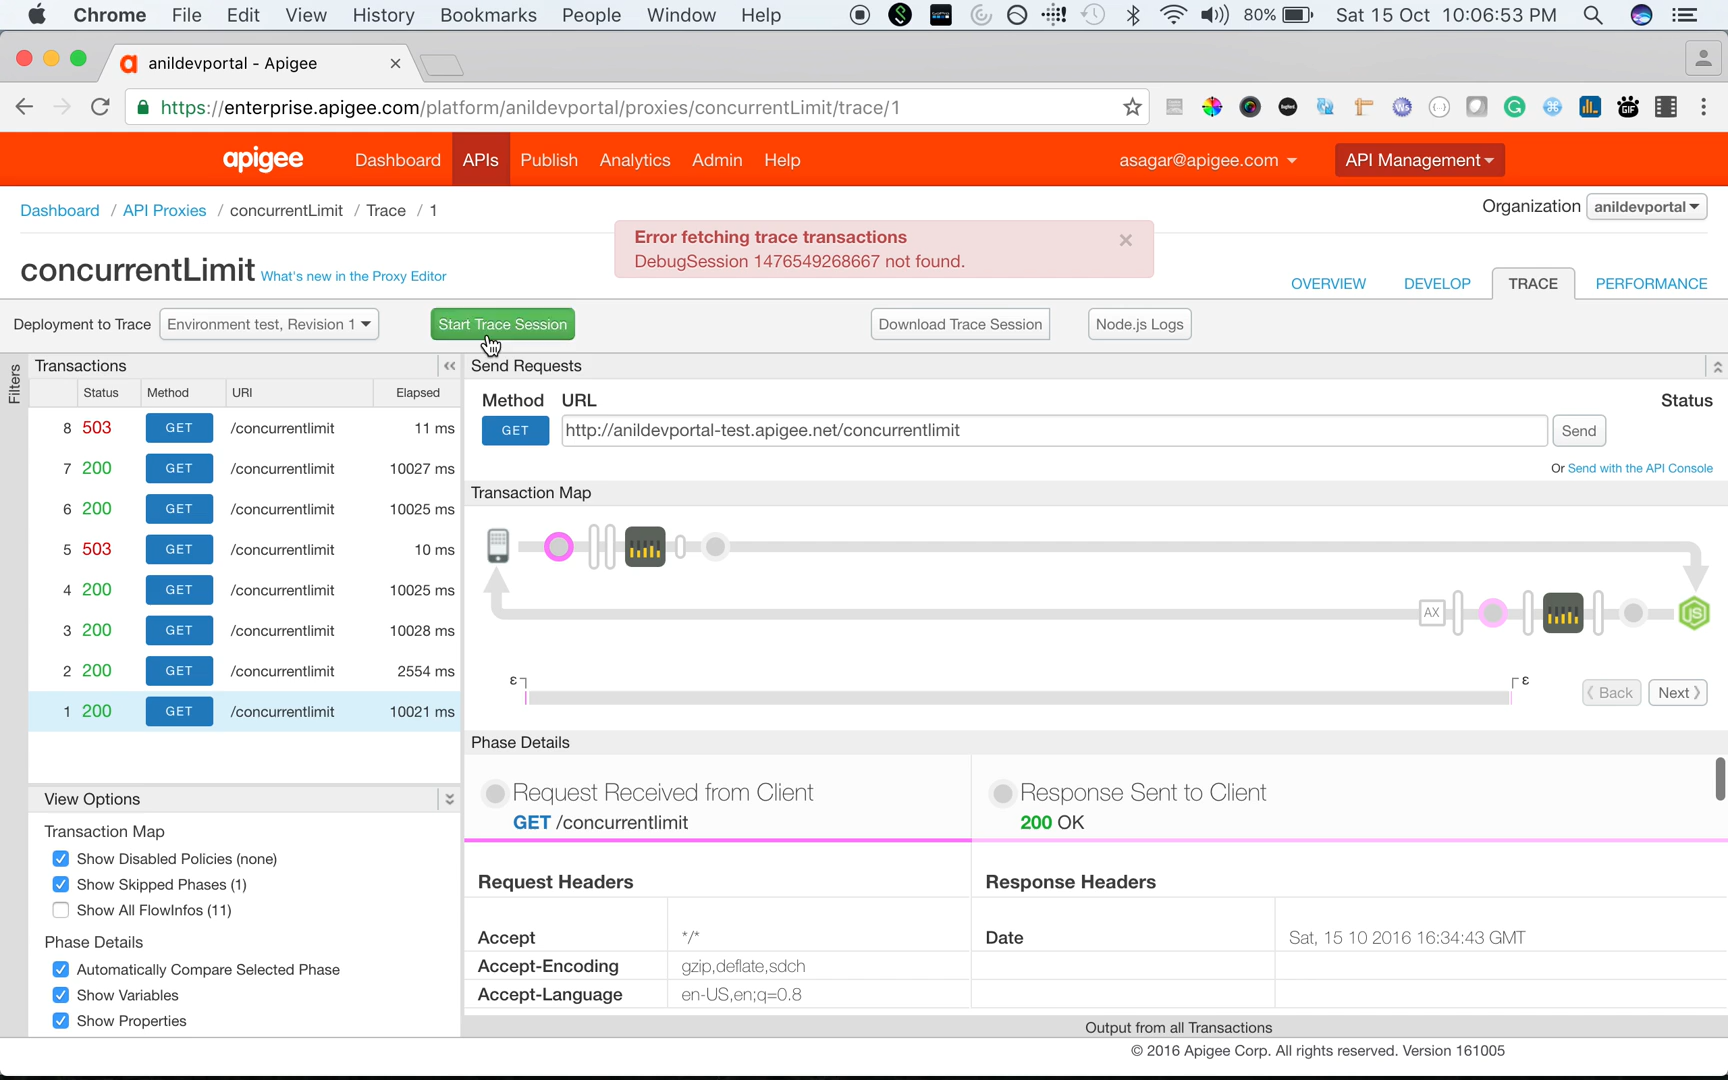 Chrome File Edit View History Bookmarks People Window Help 80% Sat 15 Oct 10:06:53 PM
anildevportal - Apigee
https://enterprise.apigee.com/platform/anildevportal/proxies/concurrentLimit/trace/1
apigee Dashboard APIs Publish Analytics Admin Help asagar@apigee.com API Management
Dashboard / API Proxies / concurrentLimit / Trace / 1
Organization anildevportal
Error fetching trace transactions
DebugSession 1476549268667 not found.
concurrentLimit What's new in the Proxy Editor
OVERVIEW DEVELOP TRACE PERFORMANCE
Deployment to Trace Environment test, Revision 1 Start Trace Session Download Trace Session Node.js Logs
Filters
Transactions
Status Method URI Elapsed
8 503 GET /concurrentlimit 11 ms
7 200 GET /concurrentlimit 10027 ms
6 200 GET /concurrentlimit 10025 ms
5 503 GET /concurrentlimit 10 ms
4 200 GET /concurrentlimit 10025 ms
3 200 GET /concurrentlimit 10028 ms
2 200 GET /concurrentlimit 2554 ms
1 200 GET /concurrentlimit 10021 ms
View Options
Transaction Map
Show Disabled Policies (none)
Show Skipped Phases (1)
Show All FlowInfos (11)
Phase Details
Automatically Compare Selected Phase
Show Variables
Show Properties
Send Requests
Method URL Status
GET http://anildevportal-test.apigee.net/concurrentlimit Send
Or Send with the API Console
Transaction Map
AX
JS
ε ε
Back Next
Phase Details
Request Received from Client
GET /concurrentlimit
Response Sent to Client
200 OK
Request Headers
Accept */*
Accept-Encoding gzip,deflate,sdch
Accept-Language en-US,en;q=0.8
Response Headers
Date Sat, 15 10 2016 16:34:43 GMT
Output from all Transactions
© 2016 Apigee Corp. All rights reserved. Version 161005